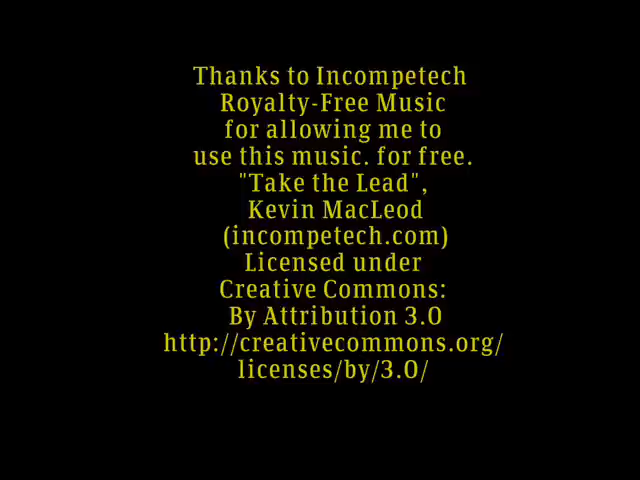 Thanks to Incompetech
Royalty-Free Music
for allowing me to
use this music. for free.
"Take the Lead",
Kevin MacLeod
(incompetech.com)
Licensed under
Creative Commons:
By Attribution 3.0
http://creativecommons.org/
licenses/by/3.0/